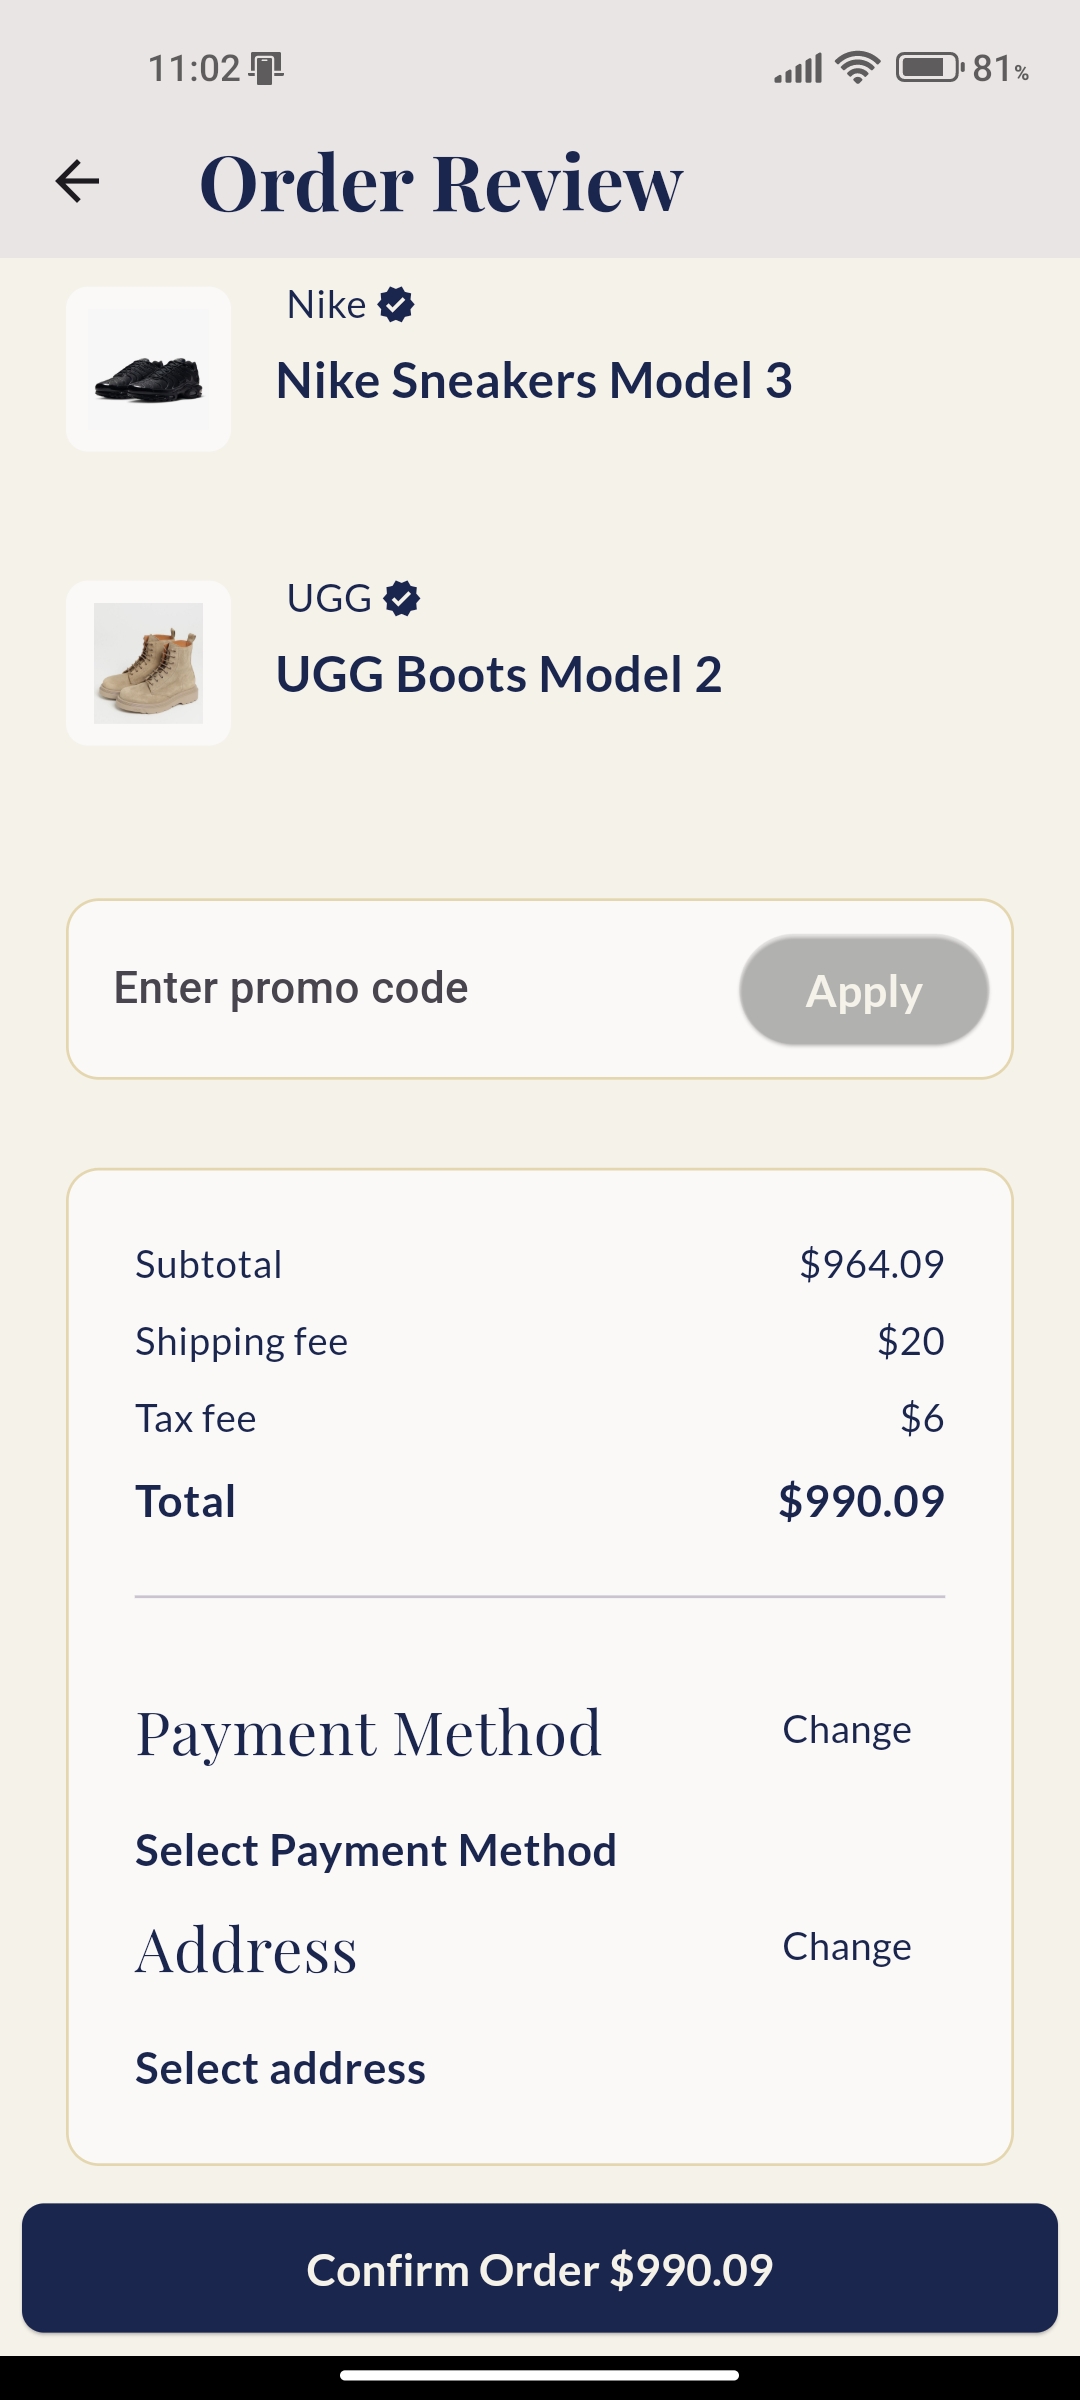 11:02 81%
Order Review
Nike
Nike Sneakers Model 3
UGG
UGG Boots Model 2
Enter promo code Apply
Subtotal $964.09
Shipping fee $20
Tax fee $6
Total $990.09
Payment Method Change
Select Payment Method
Address Change
Select address
Confirm Order $990.09